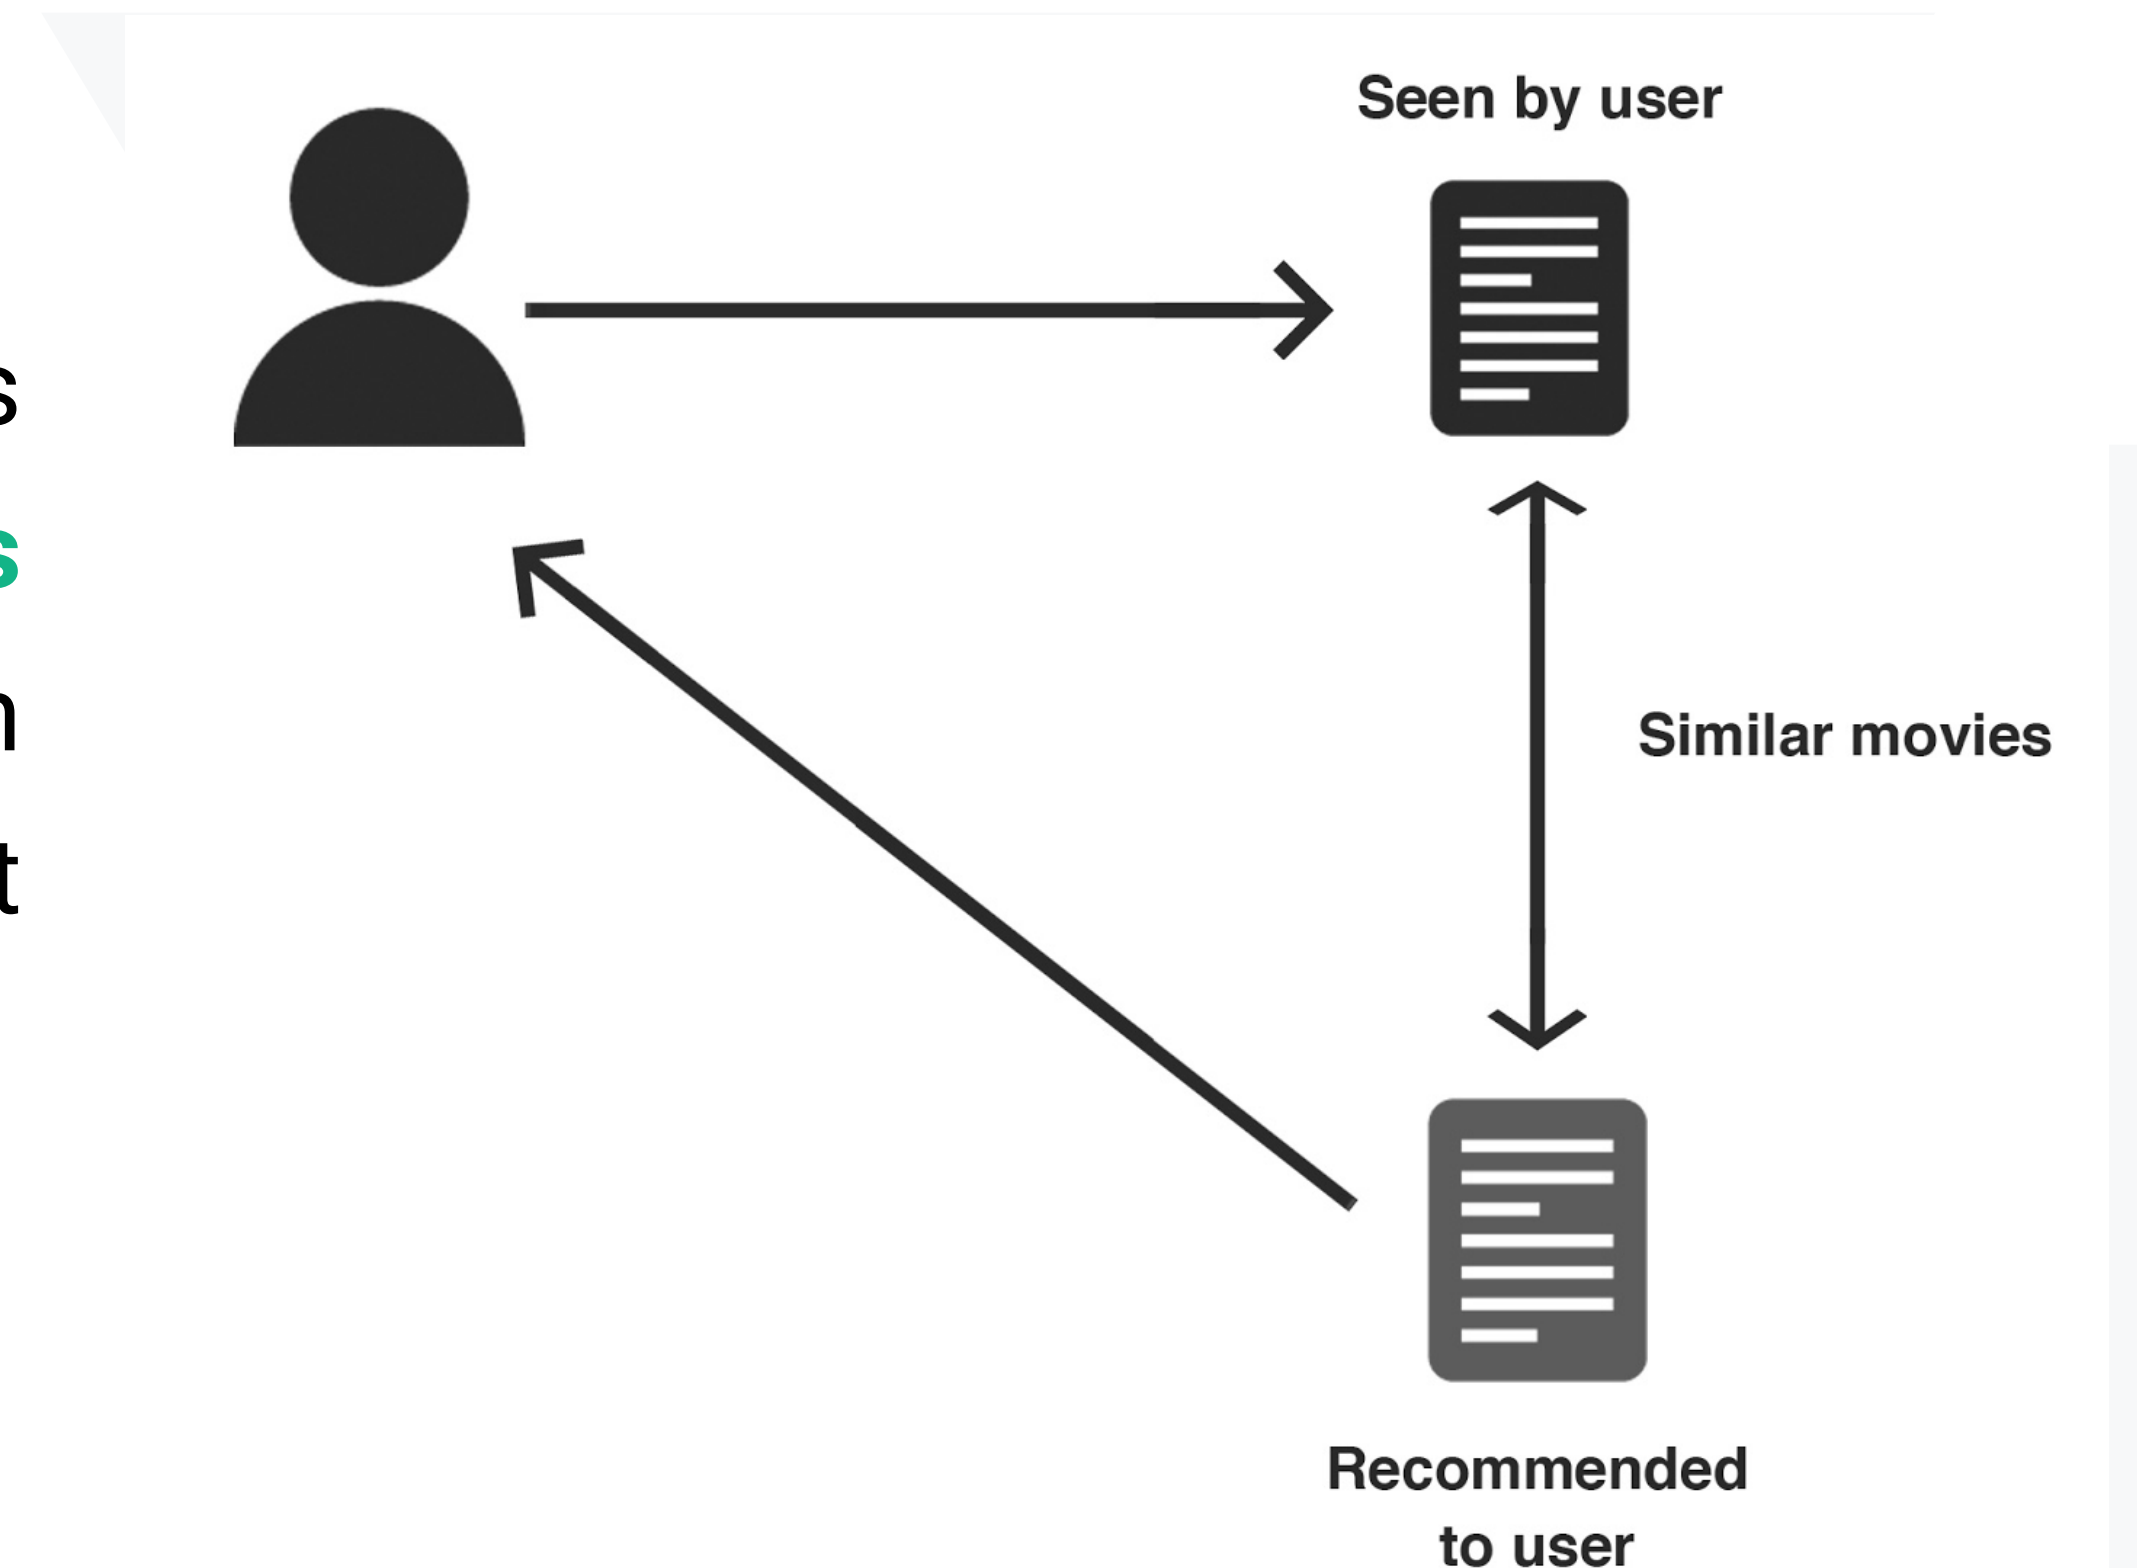 Seen by user
s
s
n
t
Similar movies
Recommended
to user